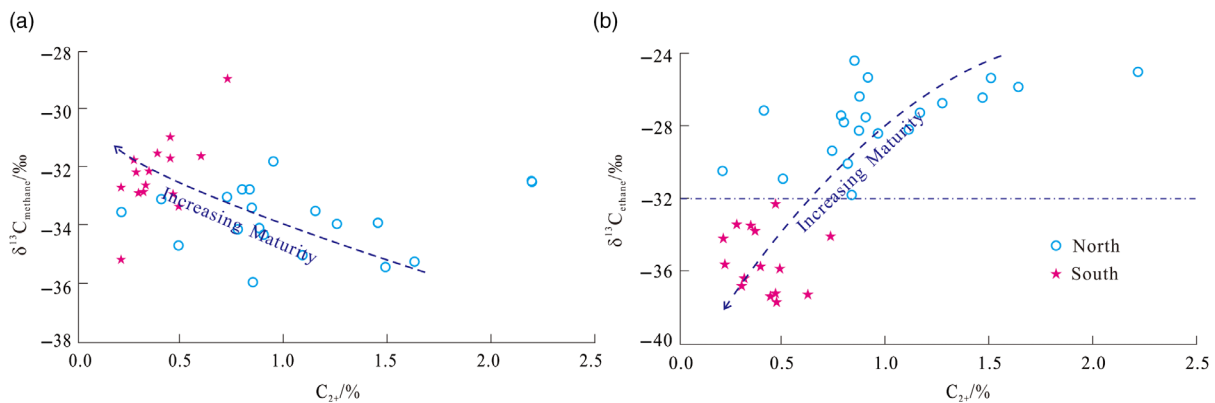 (a)
−28
−30
−32
−34
−36
−38
δ¹³Cmethane/‰
Increasing Maturity
0.0 0.5 1.0 1.5 2.0 2.5
C₂₊/%
(b)
−24
−28
−32
−36
−40
δ¹³Cethane/‰
Increasing Maturity
North
South
0.0 0.5 1.0 1.5 2.0 2.5
C₂₊/%